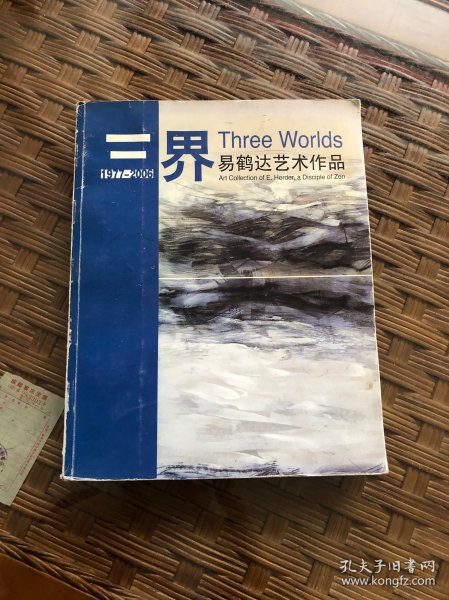 三界
1977-2006
Three Worlds
易鹤达艺术作品
Art Collection of E. Herder, a Disciple of Zen
孔夫子旧书网
www.kongfz.com